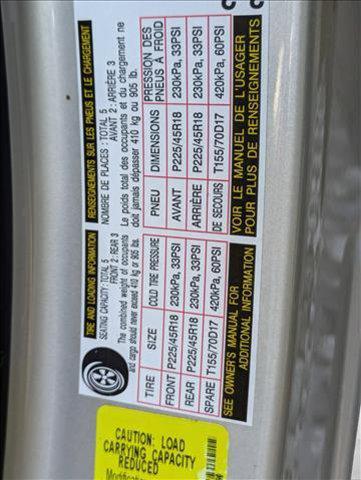 TIRE AND LOADING INFORMATION
SEATING CAPACITY: TOTAL 5
FRONT 2: REAR 3
The combined weight of occupants
and cargo should never exceed 410 kg or 905 lbs.
TIRE SIZE COLD TIRE PRESSURE
FRONT P225/45R18 230kPa, 33PSI
REAR P225/45R18 230kPa, 33PSI
SPARE T155/70D17 420kPa, 60PSI
SEE OWNER'S MANUAL FOR
ADDITIONAL INFORMATION
RENSEIGNEMENTS SUR LES PNEUS ET LE CHARGEMENT
NOMBRE DE PLACES : TOTAL 5
AVANT 2 : ARRIÈRE 3
Le poids total des occupants et du chargement ne
doit jamais dépasser 410 kg ou 905 lb.
PNEU DIMENSIONS PRESSION DES
PNEUS À FROID
AVANT P225/45R18 230kPa, 33PSI
ARRIÈRE P225/45R18 230kPa, 33PSI
DE SECOURS T155/70D17 420kPa, 60PSI
VOIR LE MANUEL DE L'USAGER
POUR PLUS DE RENSEIGNEMENTS
CAUTION: LOAD
CARRYING CAPACITY
REDUCED